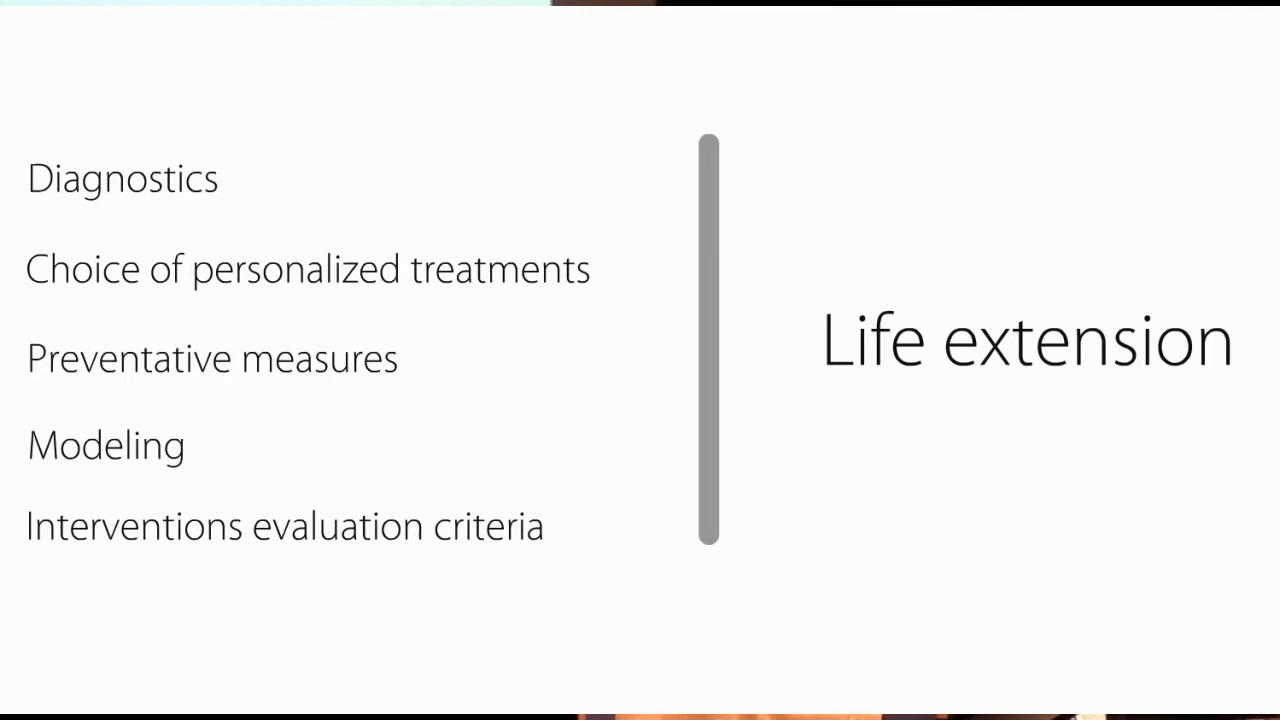 Diagnostics
Choice of personalized treatments
Preventative measures
Modeling
Interventions evaluation criteria
Life extension